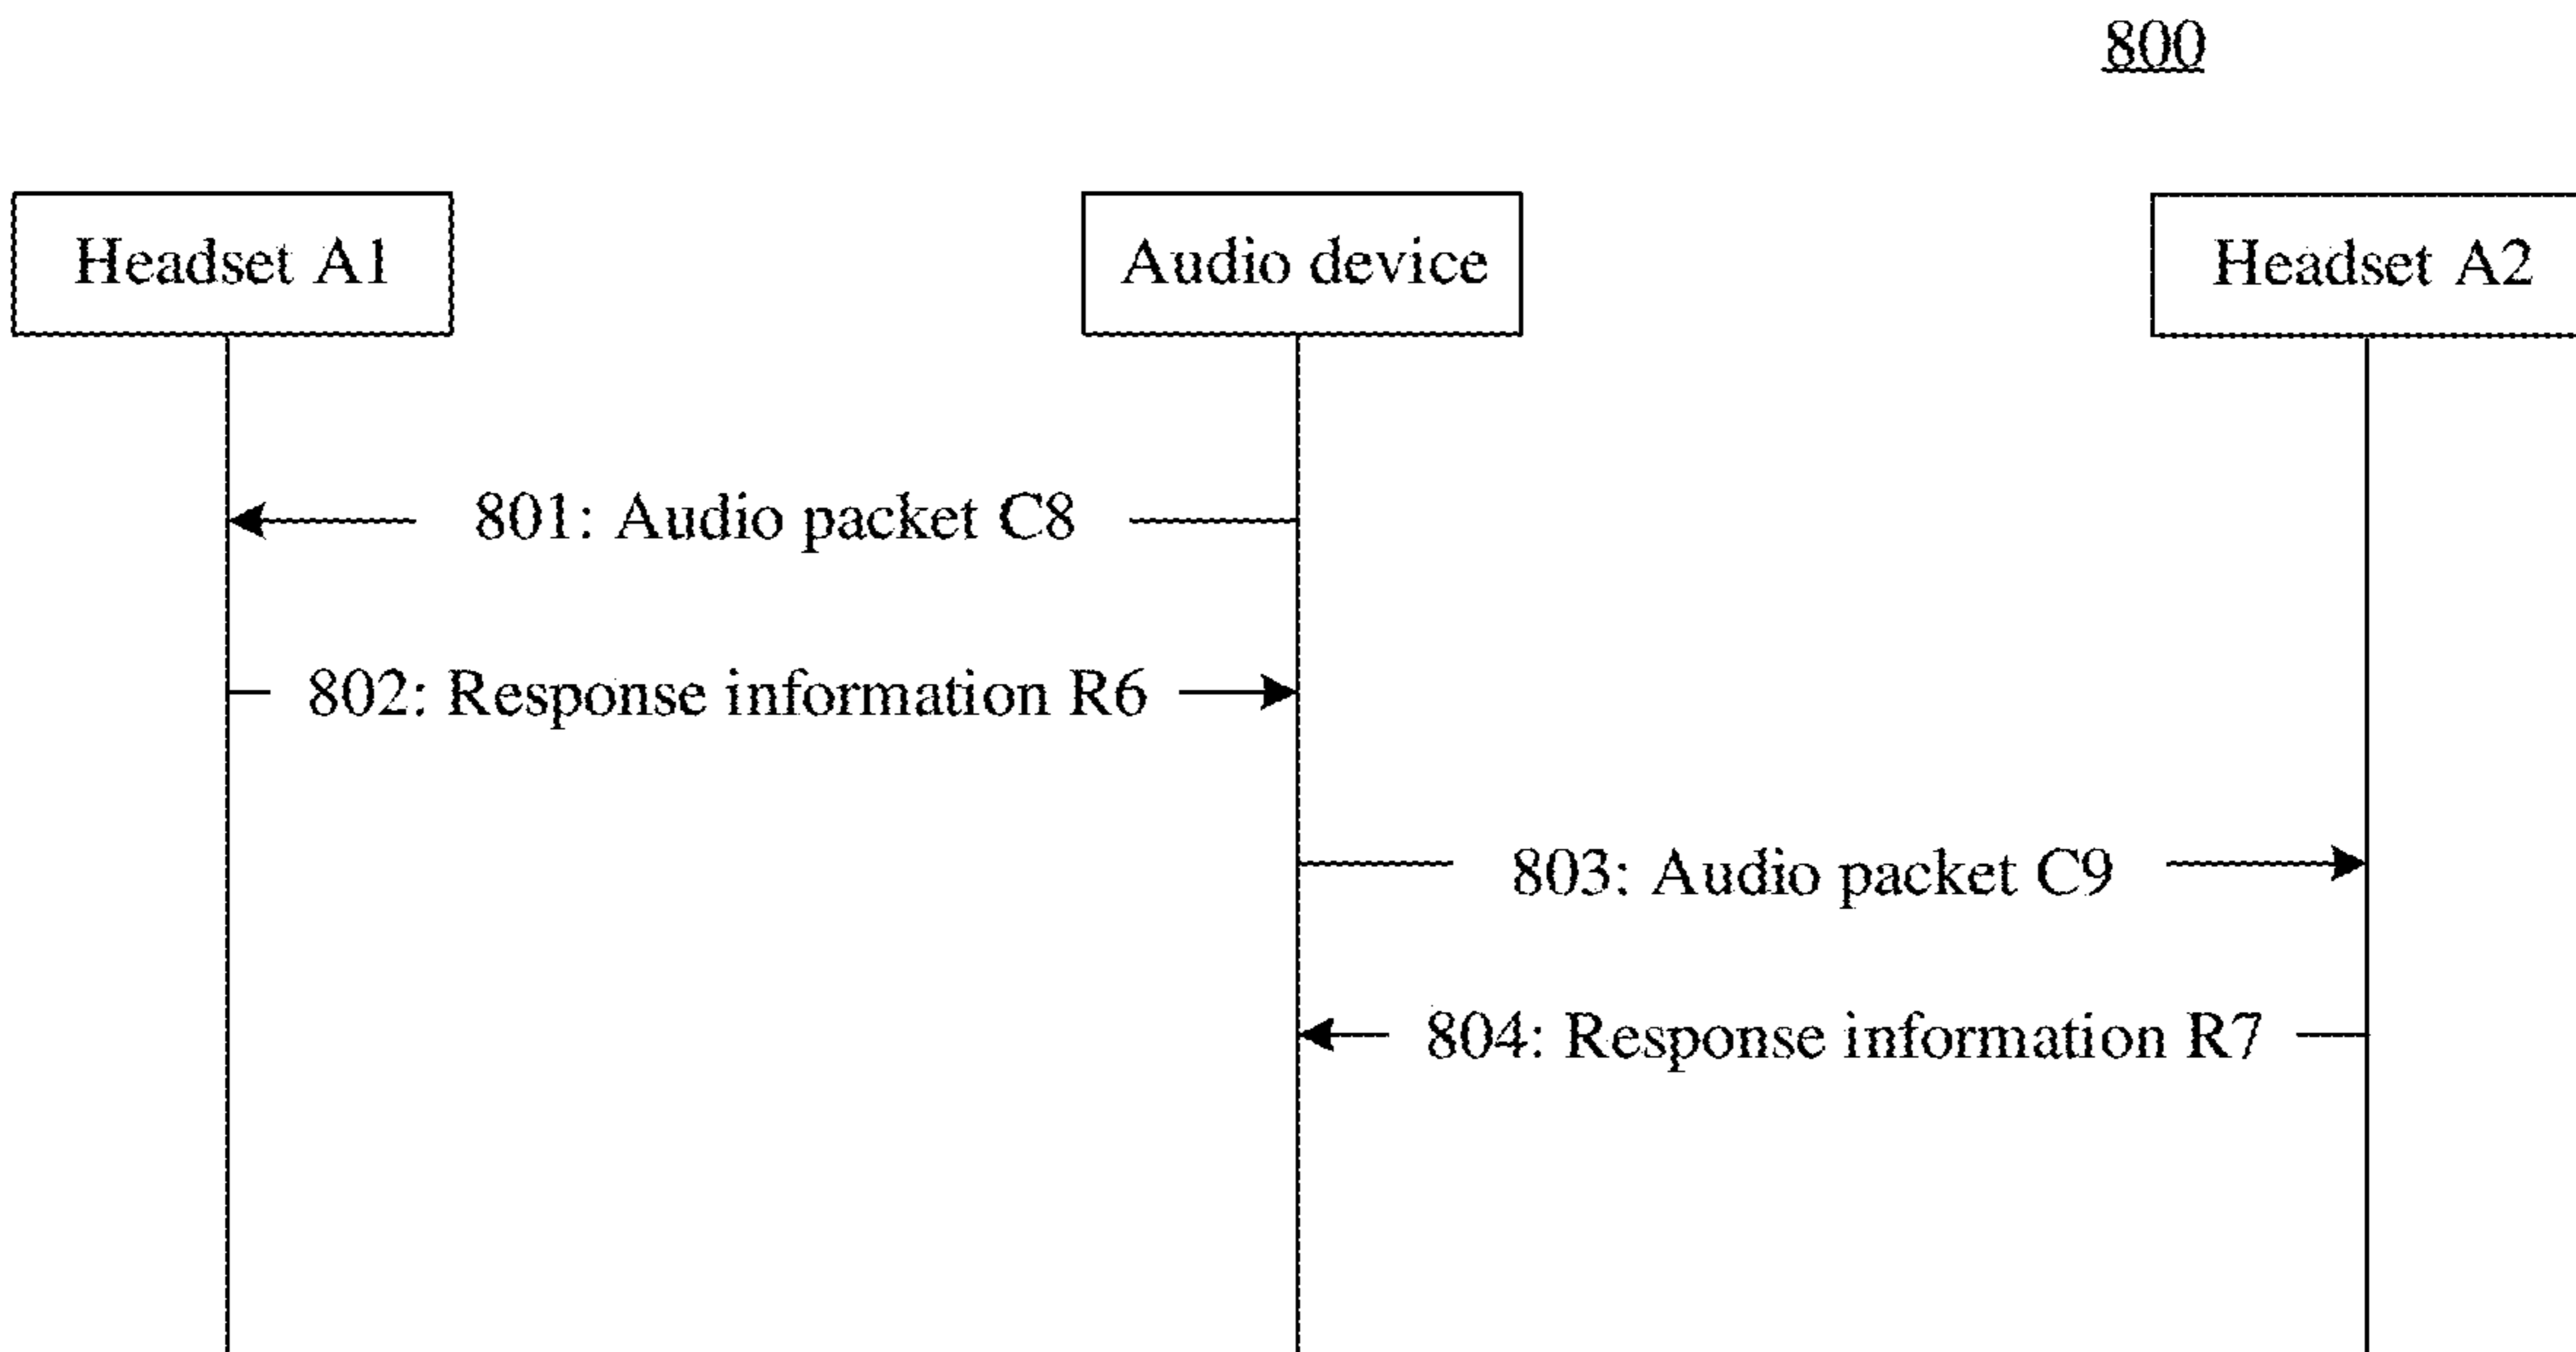 800
Headset A1
Audio device
Headset A2
801: Audio packet C8
802: Response information R6
803: Audio packet C9
804: Response information R7